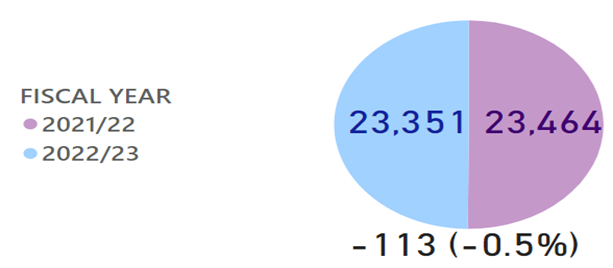 FISCAL YEAR
2021/22
2022/23
23,351 23,464
-113 (-0.5%)